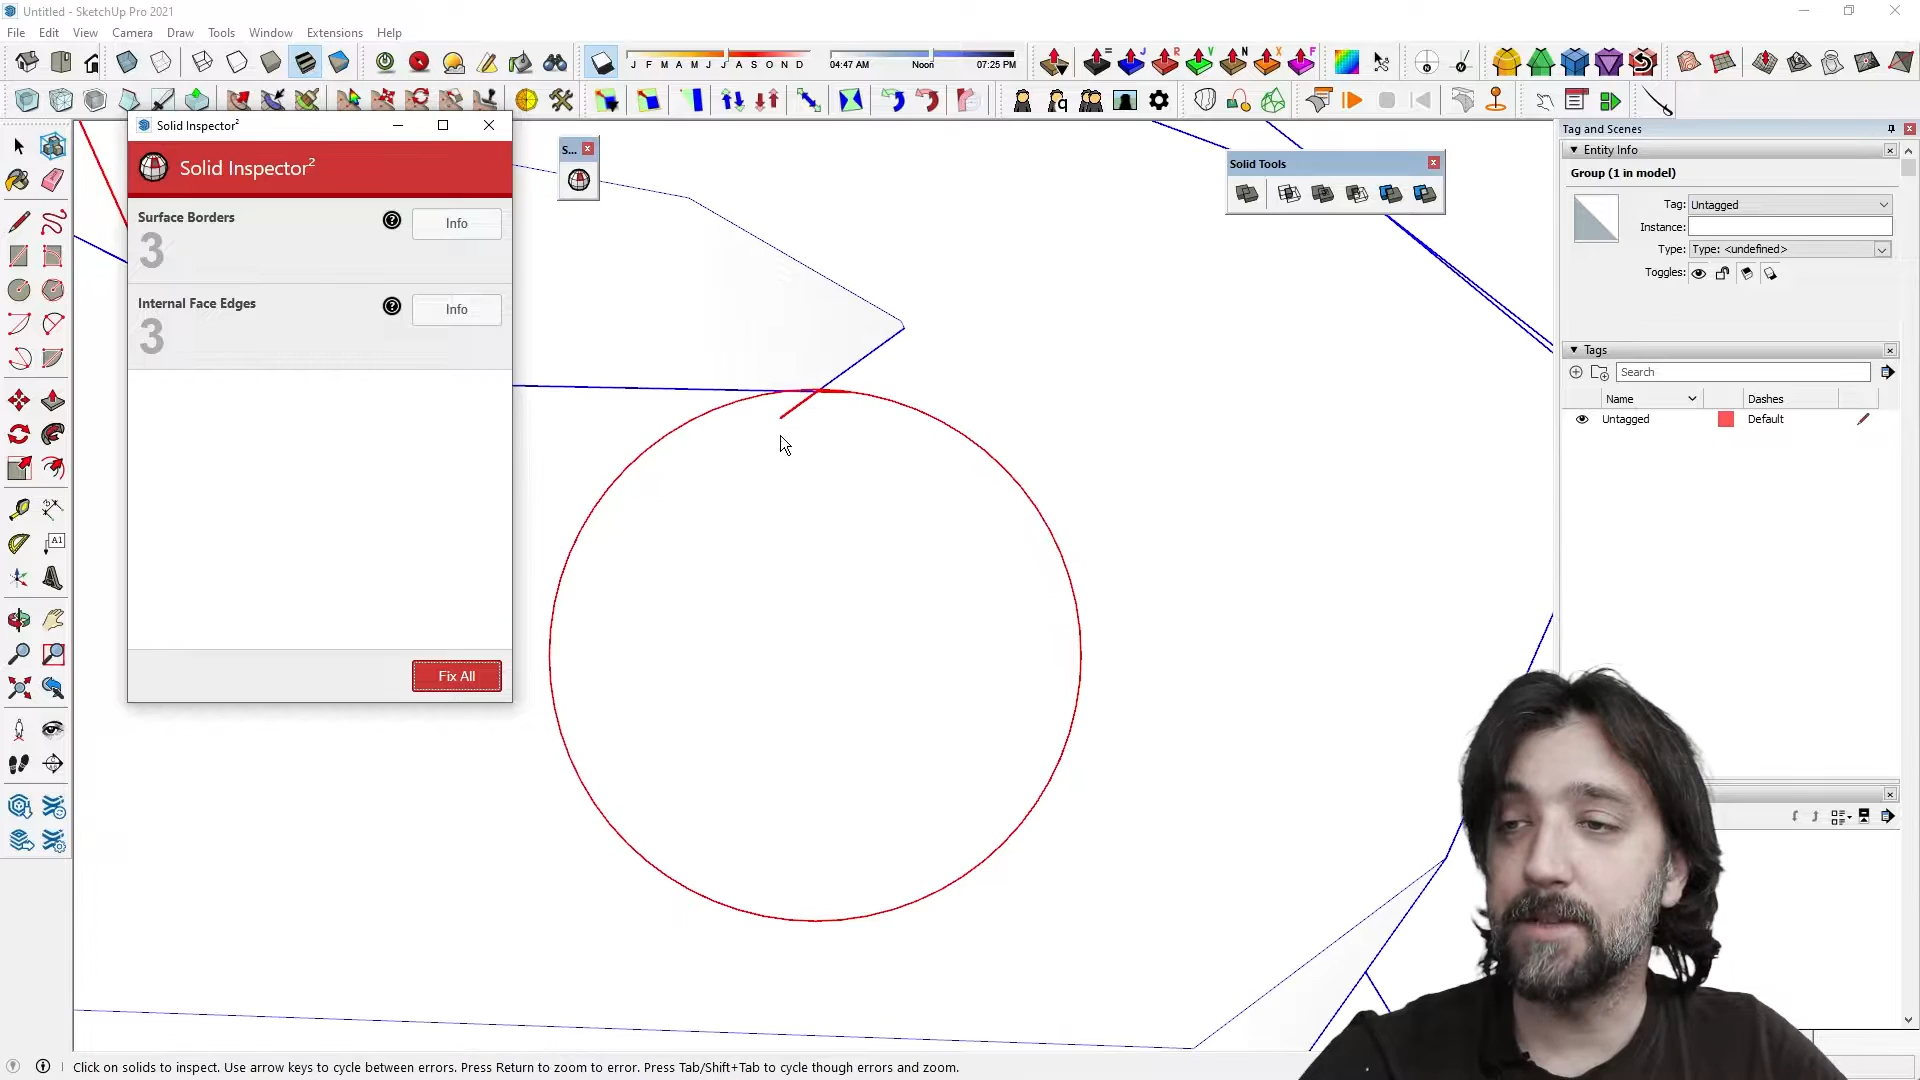 Untitled - SketchUp Pro 2021
File Edit View Camera Draw Tools Window Extensions Help
J F M A M J J A S O N D
04:47 AM Noon 07:25 PM
= J R V N X F
Solid Inspector²
Solid Inspector²
Surface Borders
3
Info
Internal Face Edges
3
Info
Fix All
S...
Solid Tools
Tag and Scenes
Entity Info
Group (1 in model)
Tag: Untagged
Instance:
Type: Type: <undefined>
Toggles:
Tags
Search
Name Dashes
Untagged Default
A1
Click on solids to inspect. Use arrow keys to cycle between errors. Press Return to zoom to error. Press Tab/Shift+Tab to cycle though errors and zoom.